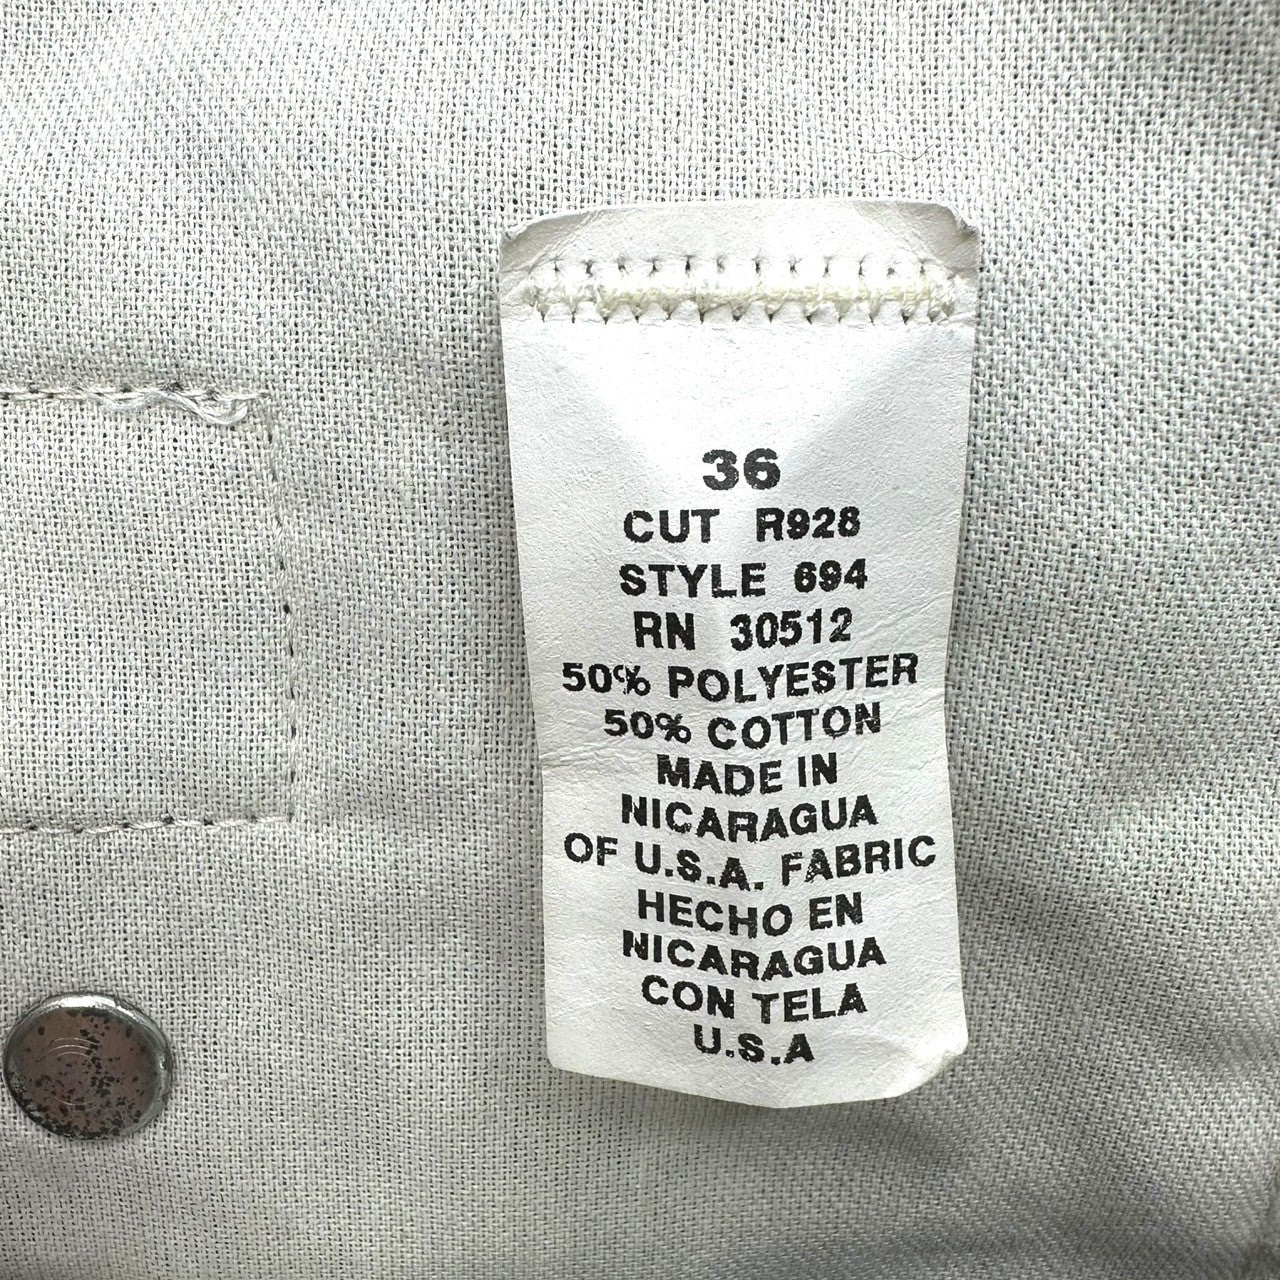 36
CUT R928
STYLE 694
RN 30512
50% POLYESTER
50% COTTON
MADE IN
NICARAGUA
OF U.S.A. FABRIC
HECHO EN
NICARAGUA
CON TELA
U.S.A